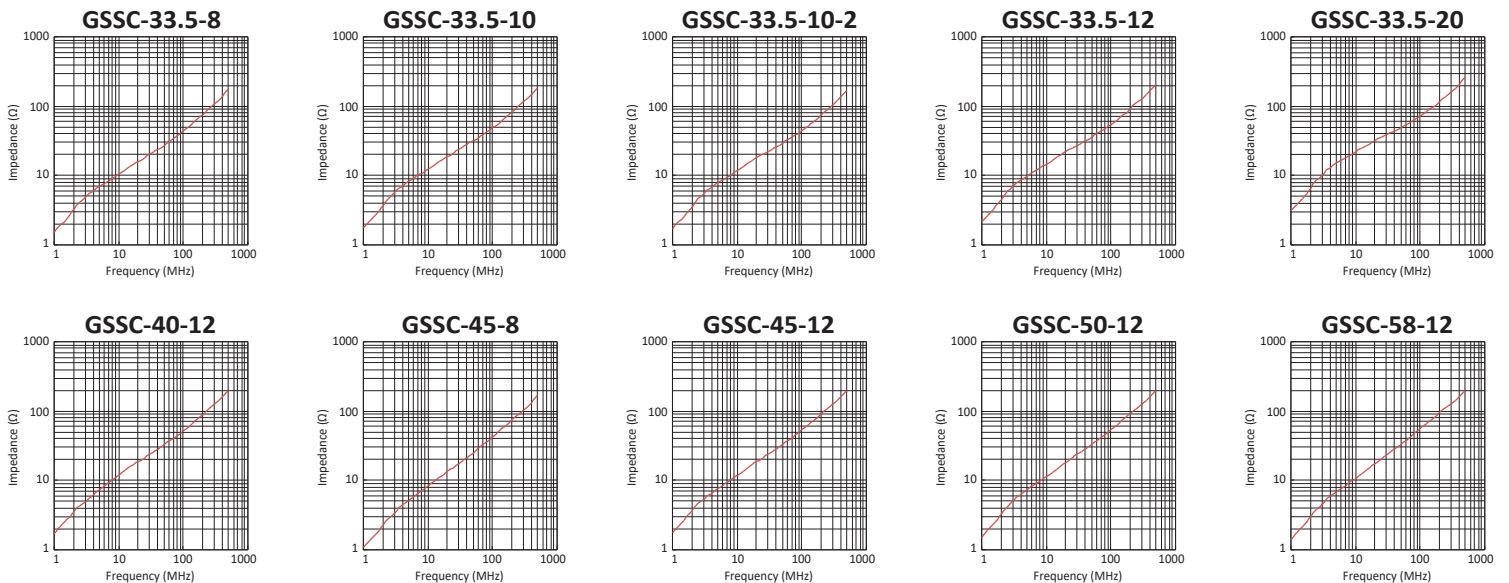 GSSC-33.5-8
1000
100
10
1
Impedance (Ω)
1 10 100 1000
Frequency (MHz)
GSSC-33.5-10
1000
100
10
1
Impedance (Ω)
1 10 100 1000
Frequency (MHz)
GSSC-33.5-10-2
1000
100
10
1
Impedance (Ω)
1 10 100 1000
Frequency (MHz)
GSSC-33.5-12
1000
100
10
1
Impedance (Ω)
1 10 100 1000
Frequency (MHz)
GSSC-33.5-20
1000
100
10
1
Impedance (Ω)
1 10 100 1000
Frequency (MHz)
GSSC-40-12
1000
100
10
1
Impedance (Ω)
1 10 100 1000
Frequency (MHz)
GSSC-45-8
1000
100
10
1
Impedance (Ω)
1 10 100 1000
Frequency (MHz)
GSSC-45-12
1000
100
10
1
Impedance (Ω)
1 10 100 1000
Frequency (MHz)
GSSC-50-12
1000
100
10
1
Impedance (Ω)
1 10 100 1000
Frequency (MHz)
GSSC-58-12
1000
100
10
1
Impedance (Ω)
1 10 100 1000
Frequency (MHz)